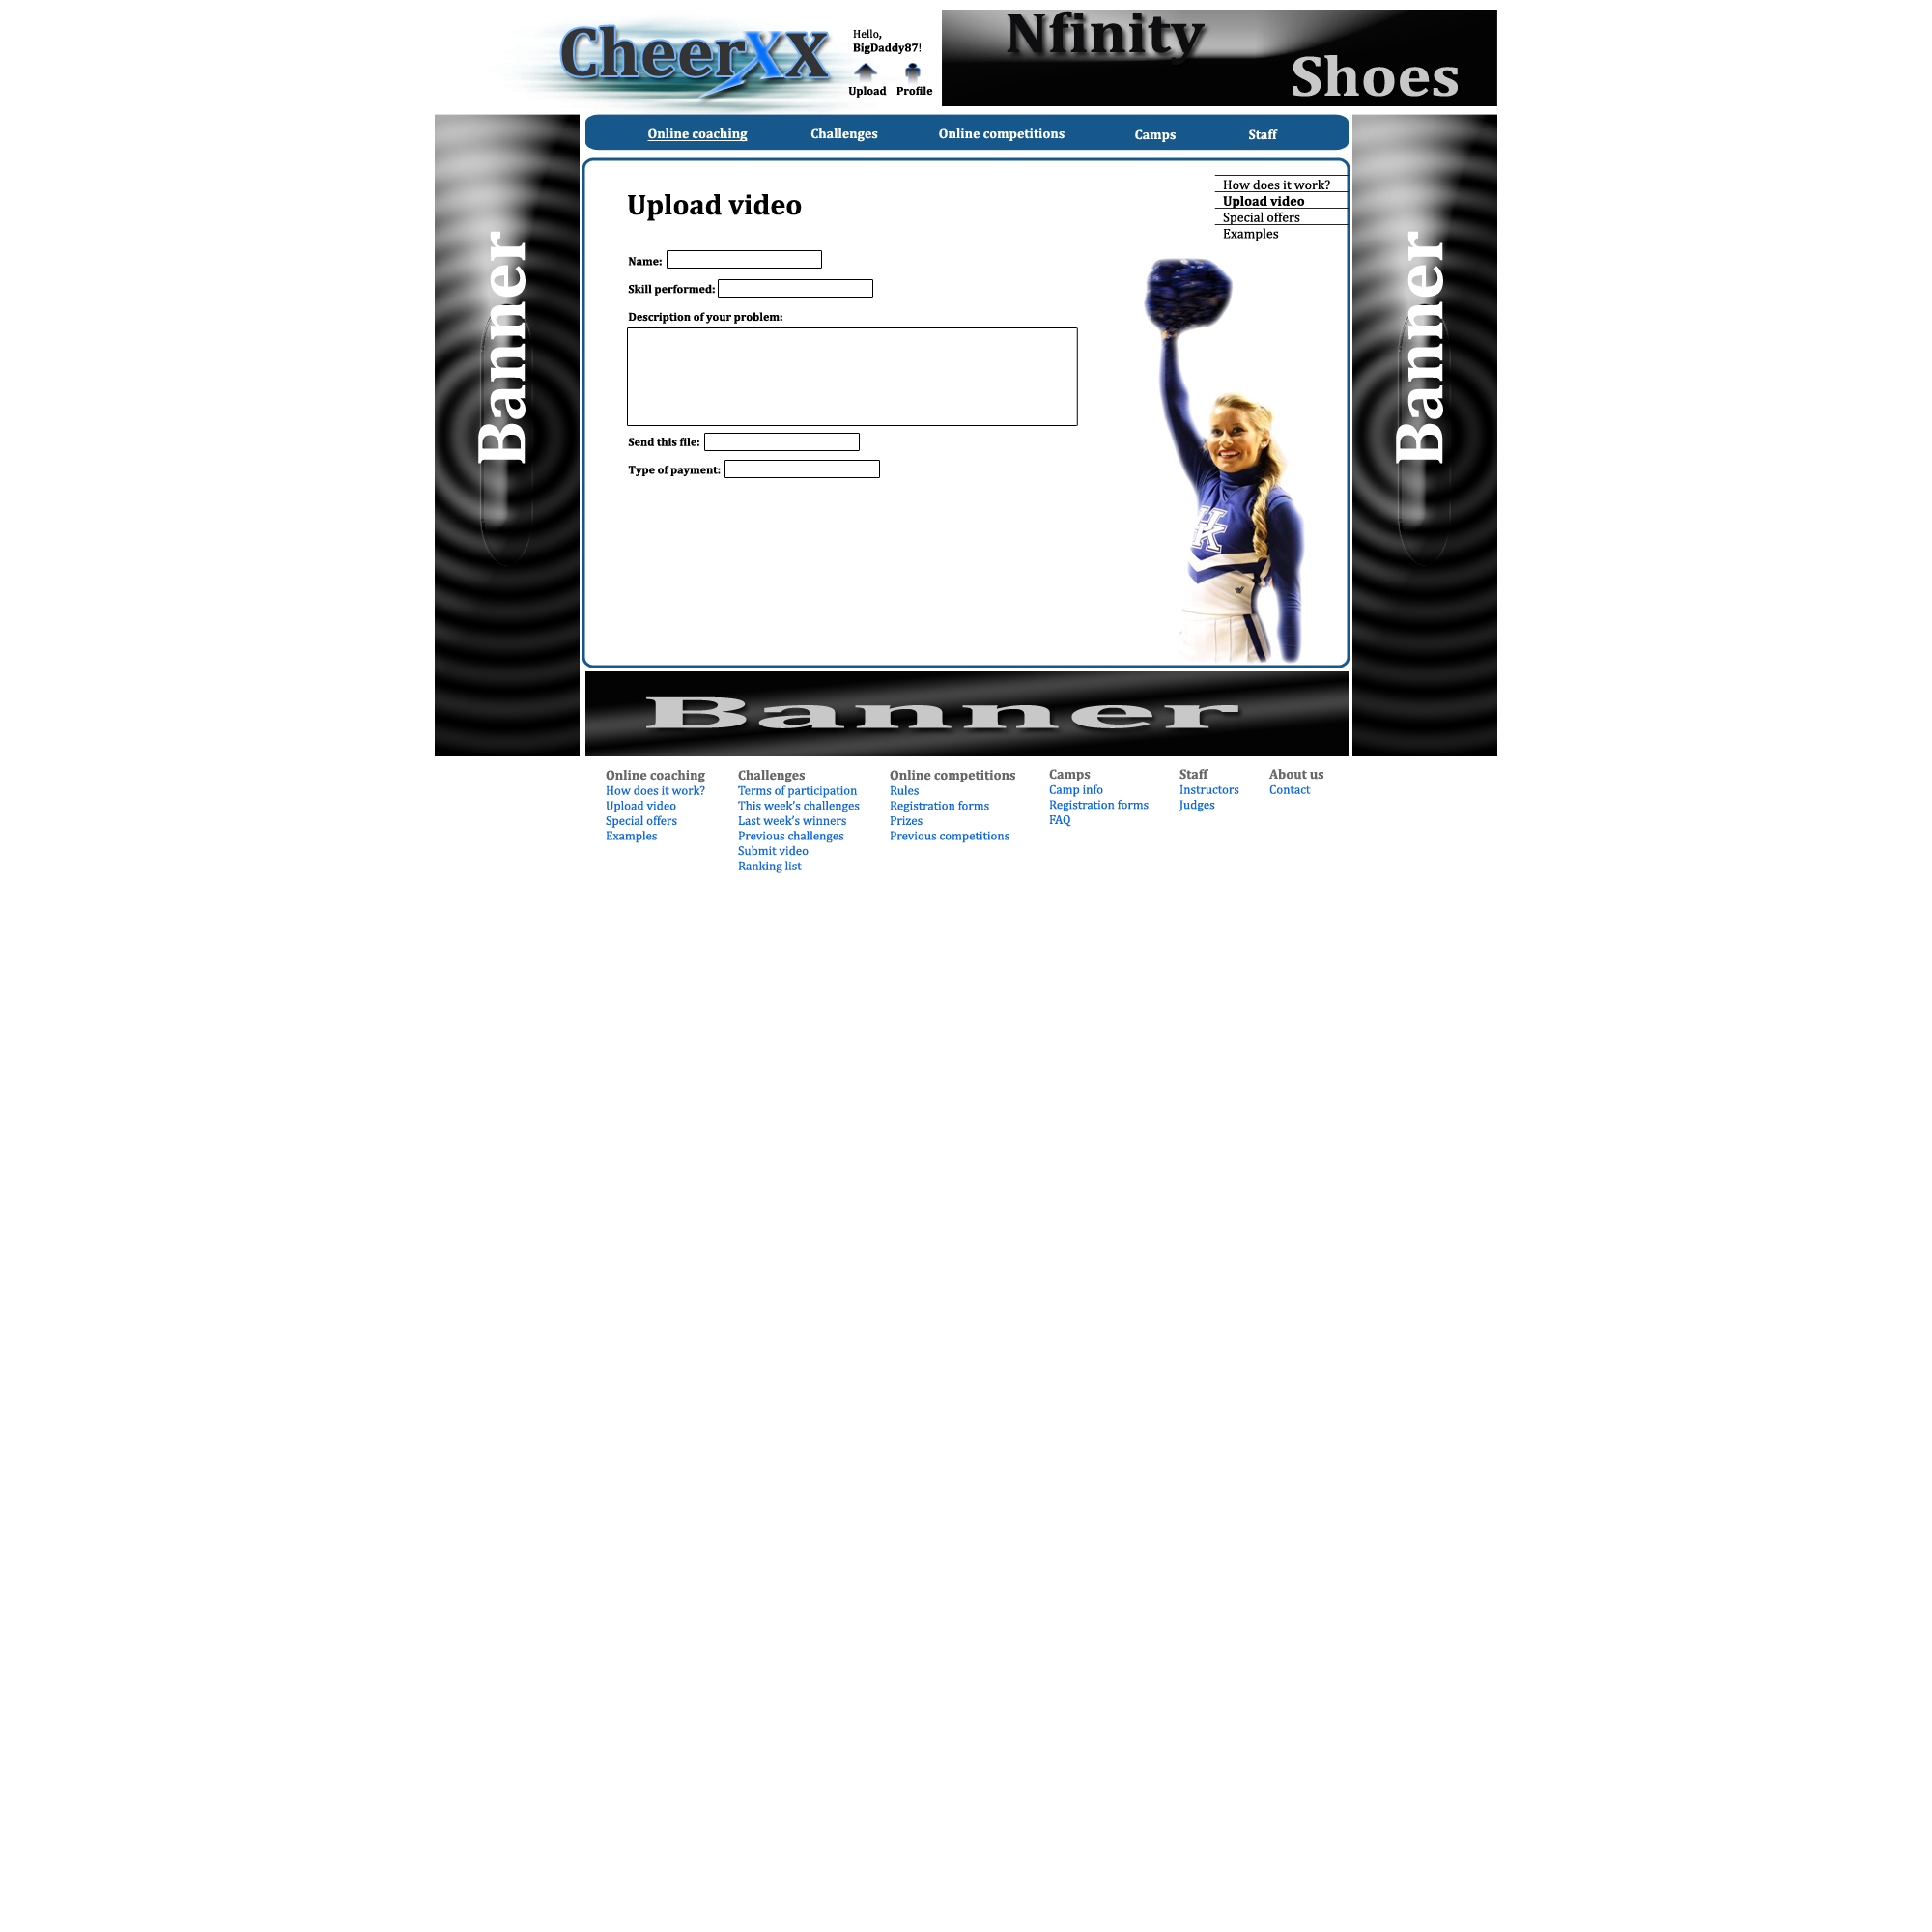 CheerXX
Hello,
BigDaddy87!
Upload Profile
Nfinity
Shoes
Online coaching Challenges Online competitions Camps Staff
How does it work?
Upload video
Special offers
Examples
Upload video
Name:
Skill performed:
Description of your problem:
Send this file:
Type of payment:
UK
Banner
Banner
Banner
Online coaching
How does it work?
Upload video
Special offers
Examples
Challenges
Terms of participation
This week's challenges
Last week's winners
Previous challenges
Submit video
Ranking list
Online competitions
Rules
Registration forms
Prizes
Previous competitions
Camps
Camp info
Registration forms
FAQ
Staff
Instructors
Judges
About us
Contact